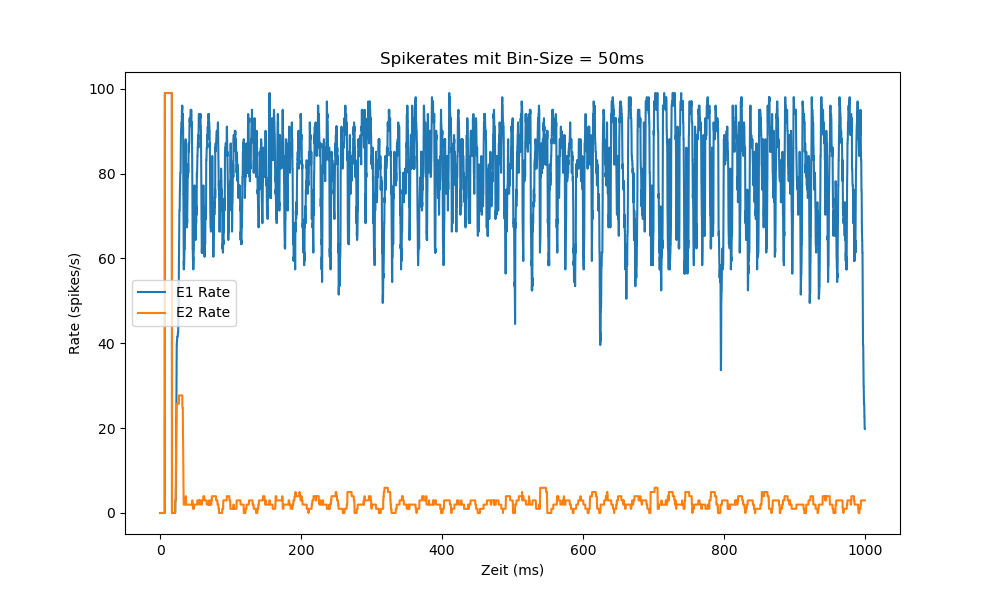 Spikerates mit Bin-Size = 50ms
Rate (spikes/s)
100
80
60
40
20
0
E1 Rate
E2 Rate
0 200 400 600 800 1000
Zeit (ms)